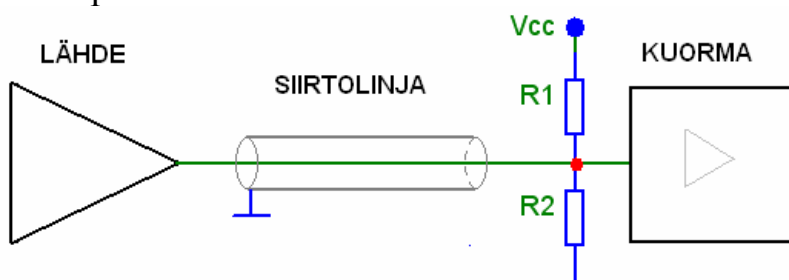 Vcc
LÄHDE
KUORMA
SIIRTOLINJA
R1
R2